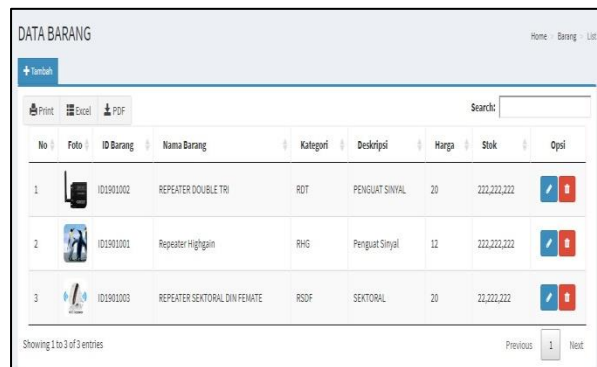 DATA BARANG
Home > Barang > List
Tambah
Print Excel PDF
Search:
No Foto ID Barang Nama Barang Kategori Deskripsi Harga Stok Opsi
1 ID1901002 REPEATER DOUBLE TRI RDT PENGUAT SINYAL 20 222,222,222
2 ID1901001 Repeater Highgain RHG Penguat Sinyal 12 222,222,222
3 ID1901003 REPEATER SEKTORAL DIN FEMATE RSDF SEKTORAL 20 22,222,222
Showing 1 to 3 of 3 entries
Previous 1 Next